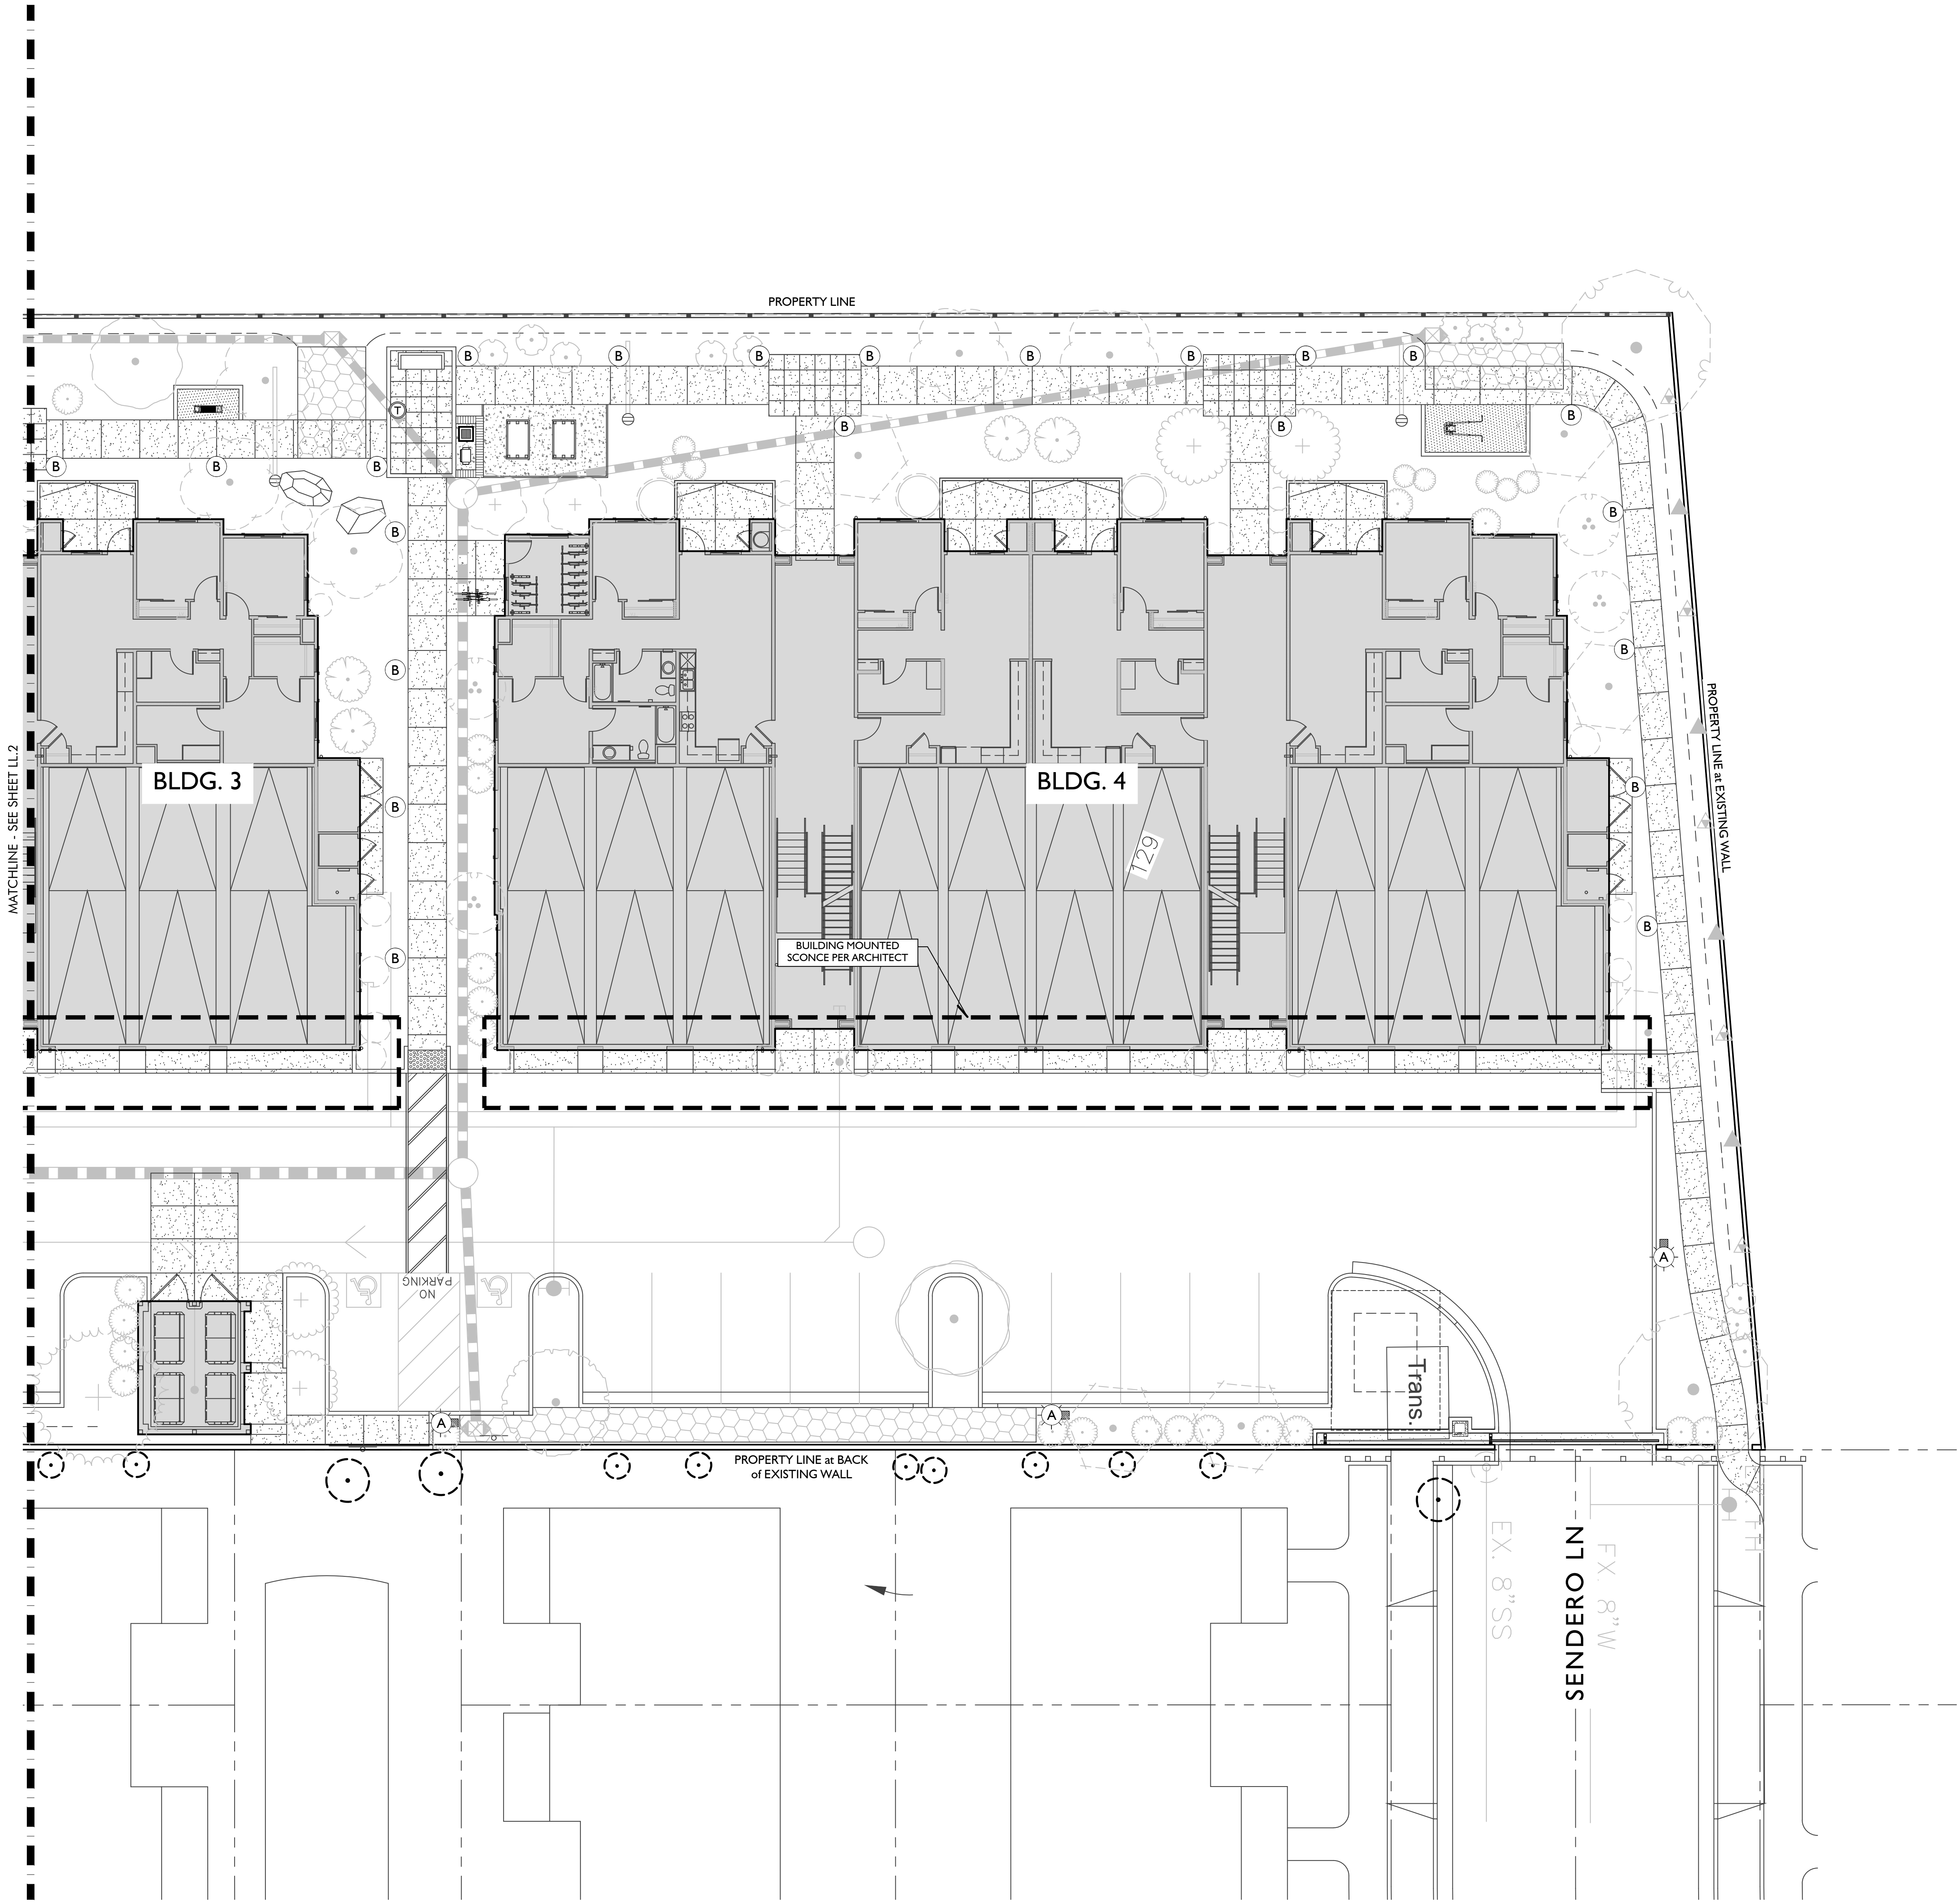 PROPERTY LINE
B
B
B
B
B
B
B
B
T
B
B
B
B
B
B
B
B
B
B
PROPERTY LINE at EXISTING WALL
MATCHLINE - SEE SHEET LL.2
BLDG. 3
BLDG. 4
B
B
129
B
B
BUILDING MOUNTED
SCONCE PER ARCHITECT
A
NO
PARKING
Trans.
A
A
PROPERTY LINE at BACK
of EXISTING WALL
EX. 8"SS
SENDERO LN
EX. 8"W